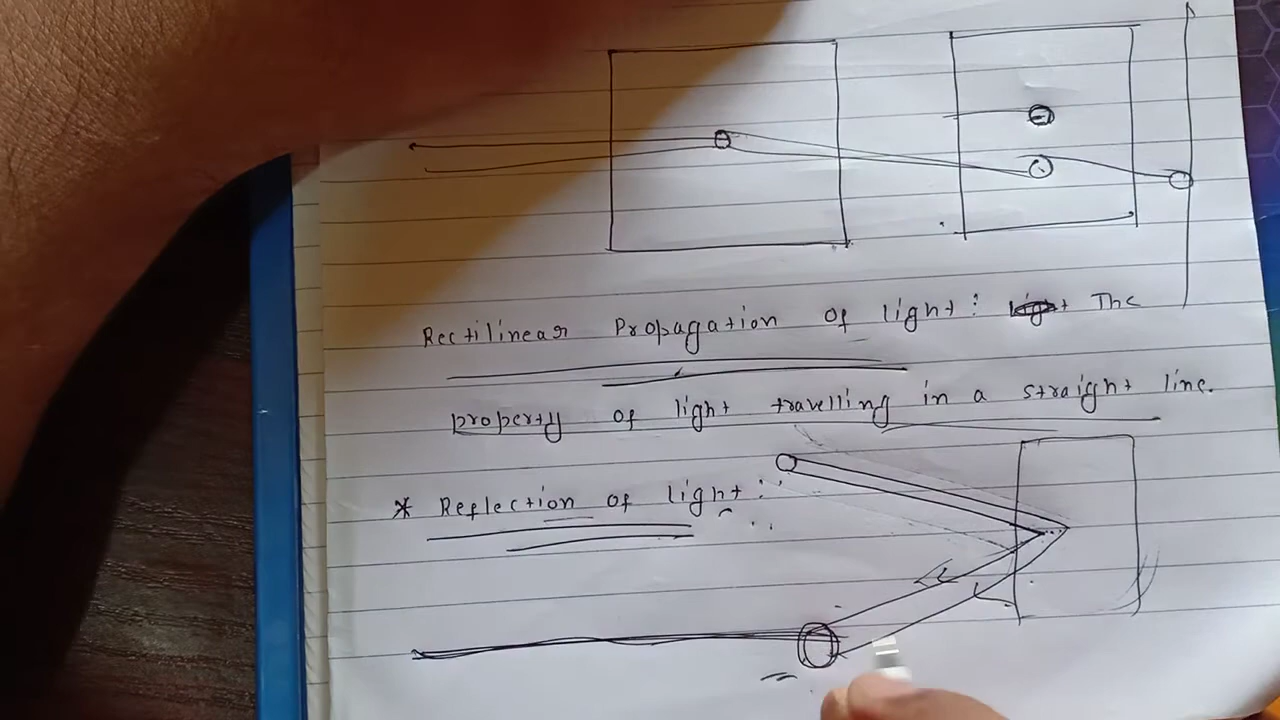 Rectilinear Propagation of light: The
property of light travelling in a straight line.
* Reflection of light: